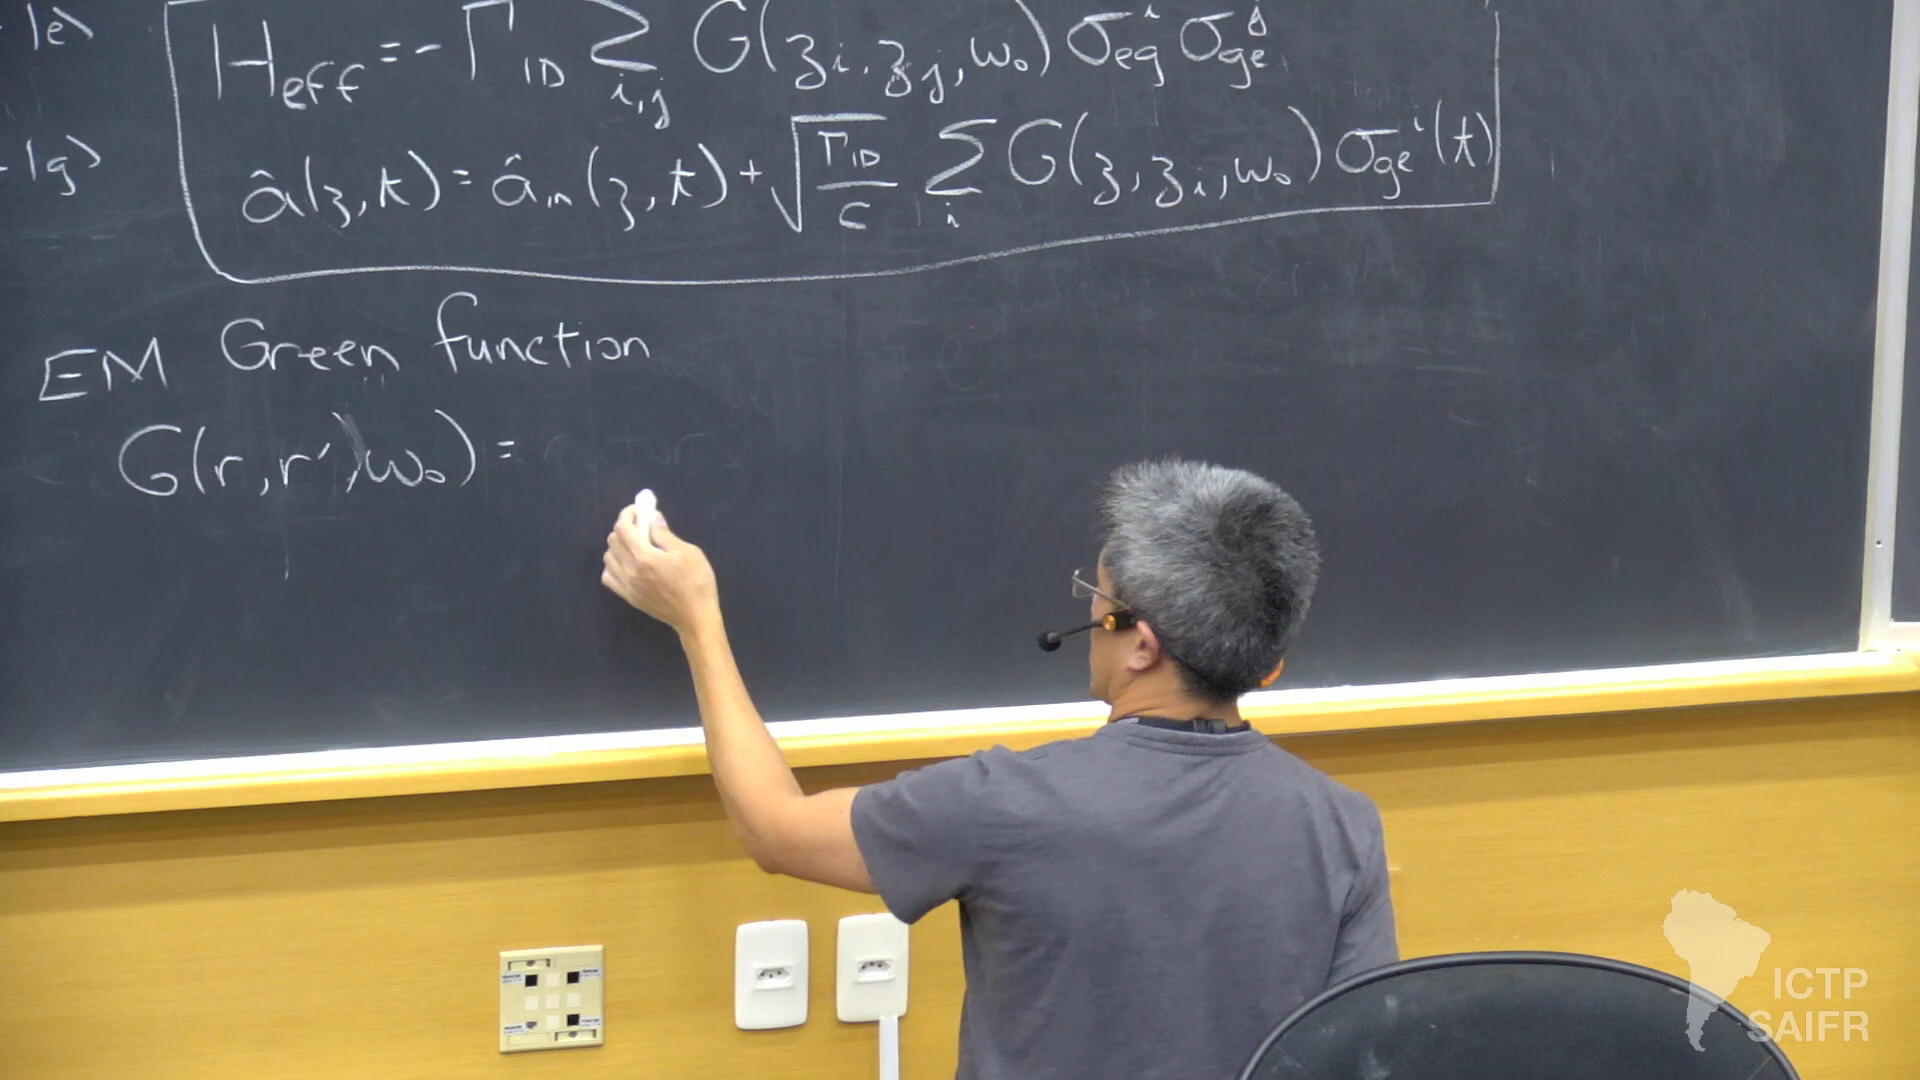 |e⟩
H_eff = -Γ_1D Σ_{i,j} G(z_i, z_j, ω_0) σ_eg^i σ_ge^j
|g⟩
â(z,t) = â_in(z,t) + √(Γ_1D/c) Σ_i G(z, z_i, ω_0) σ_ge^i(t)
EM Green function
G(r, r', ω_0) =
ICTP
SAIFR